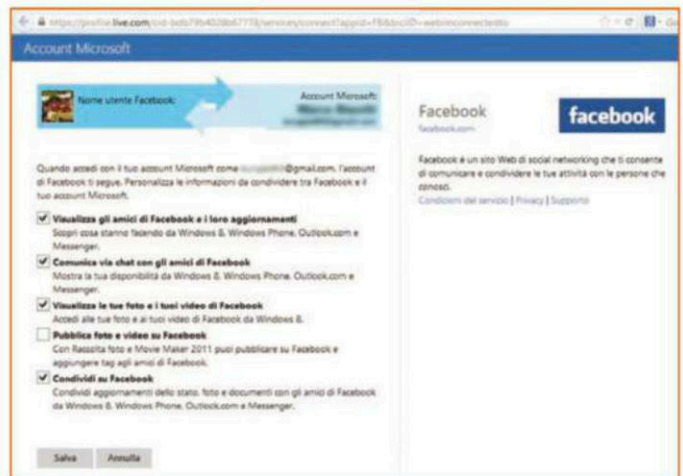 Account Microsoft
Nome utente Facebook:
Account Microsoft:
Quando accedi con il tuo account Microsoft come @gmail.com, l'account
di Facebook ti segue. Personalizza le informazioni da condividere tra Facebook e il
tuo account Microsoft.
Visualizza gli amici di Facebook e i loro aggiornamenti
Scopri cosa stanno facendo da Windows 8, Windows Phone, Outlook.com e
Messenger.
Comunica via chat con gli amici di Facebook
Mostra la tua disponibilità da Windows 8, Windows Phone, Outlook.com e
Messenger.
Visualizza le tue foto e i tuoi video di Facebook
Accedi alle tue foto e ai tuoi video di Facebook da Windows 8.
Pubblica foto e video su Facebook
Con Raccolta foto e Movie Maker 2011 puoi pubblicare su Facebook e
aggiungere tag agli amici di Facebook.
Condividi su Facebook
Condividi aggiornamenti dello stato, foto e documenti con gli amici di Facebook
da Windows 8, Windows Phone, Outlook.com e Messenger.
Salva Annulla
Facebook
facebook.com
facebook
Facebook è un sito Web di social networking che ti consente
di comunicare e condividere le tue attività con le persone che
conosci.
Condizioni del servizio | Privacy | Supporto